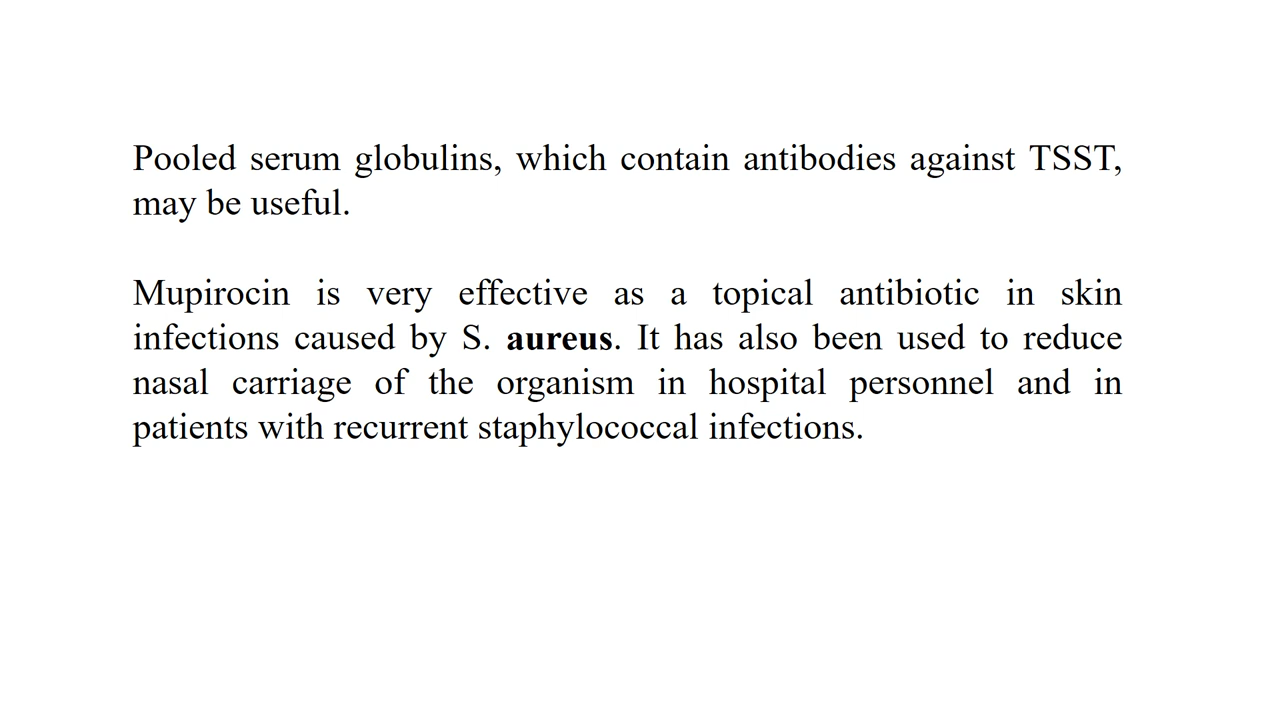 Pooled serum globulins, which contain antibodies against TSST,
may be useful.
Mupirocin is very effective as a topical antibiotic in skin
infections caused by S. aureus. It has also been used to reduce
nasal carriage of the organism in hospital personnel and in
patients with recurrent staphylococcal infections.